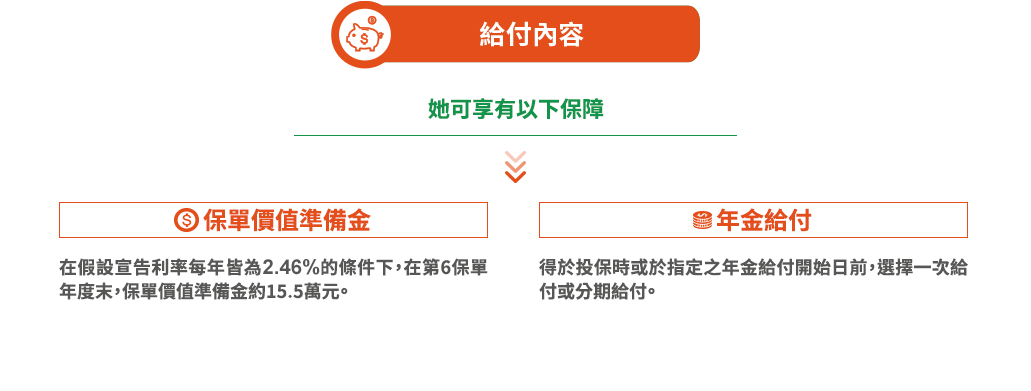 給付內容
她可享有以下保障
保單價值準備金
在假設宣告利率每年皆為2.46%的條件下，在第6保單
年度末，保單價值準備金約15.5萬元。
年金給付
得於投保時或於指定之年金給付開始日前，選擇一次給
付或分期給付。